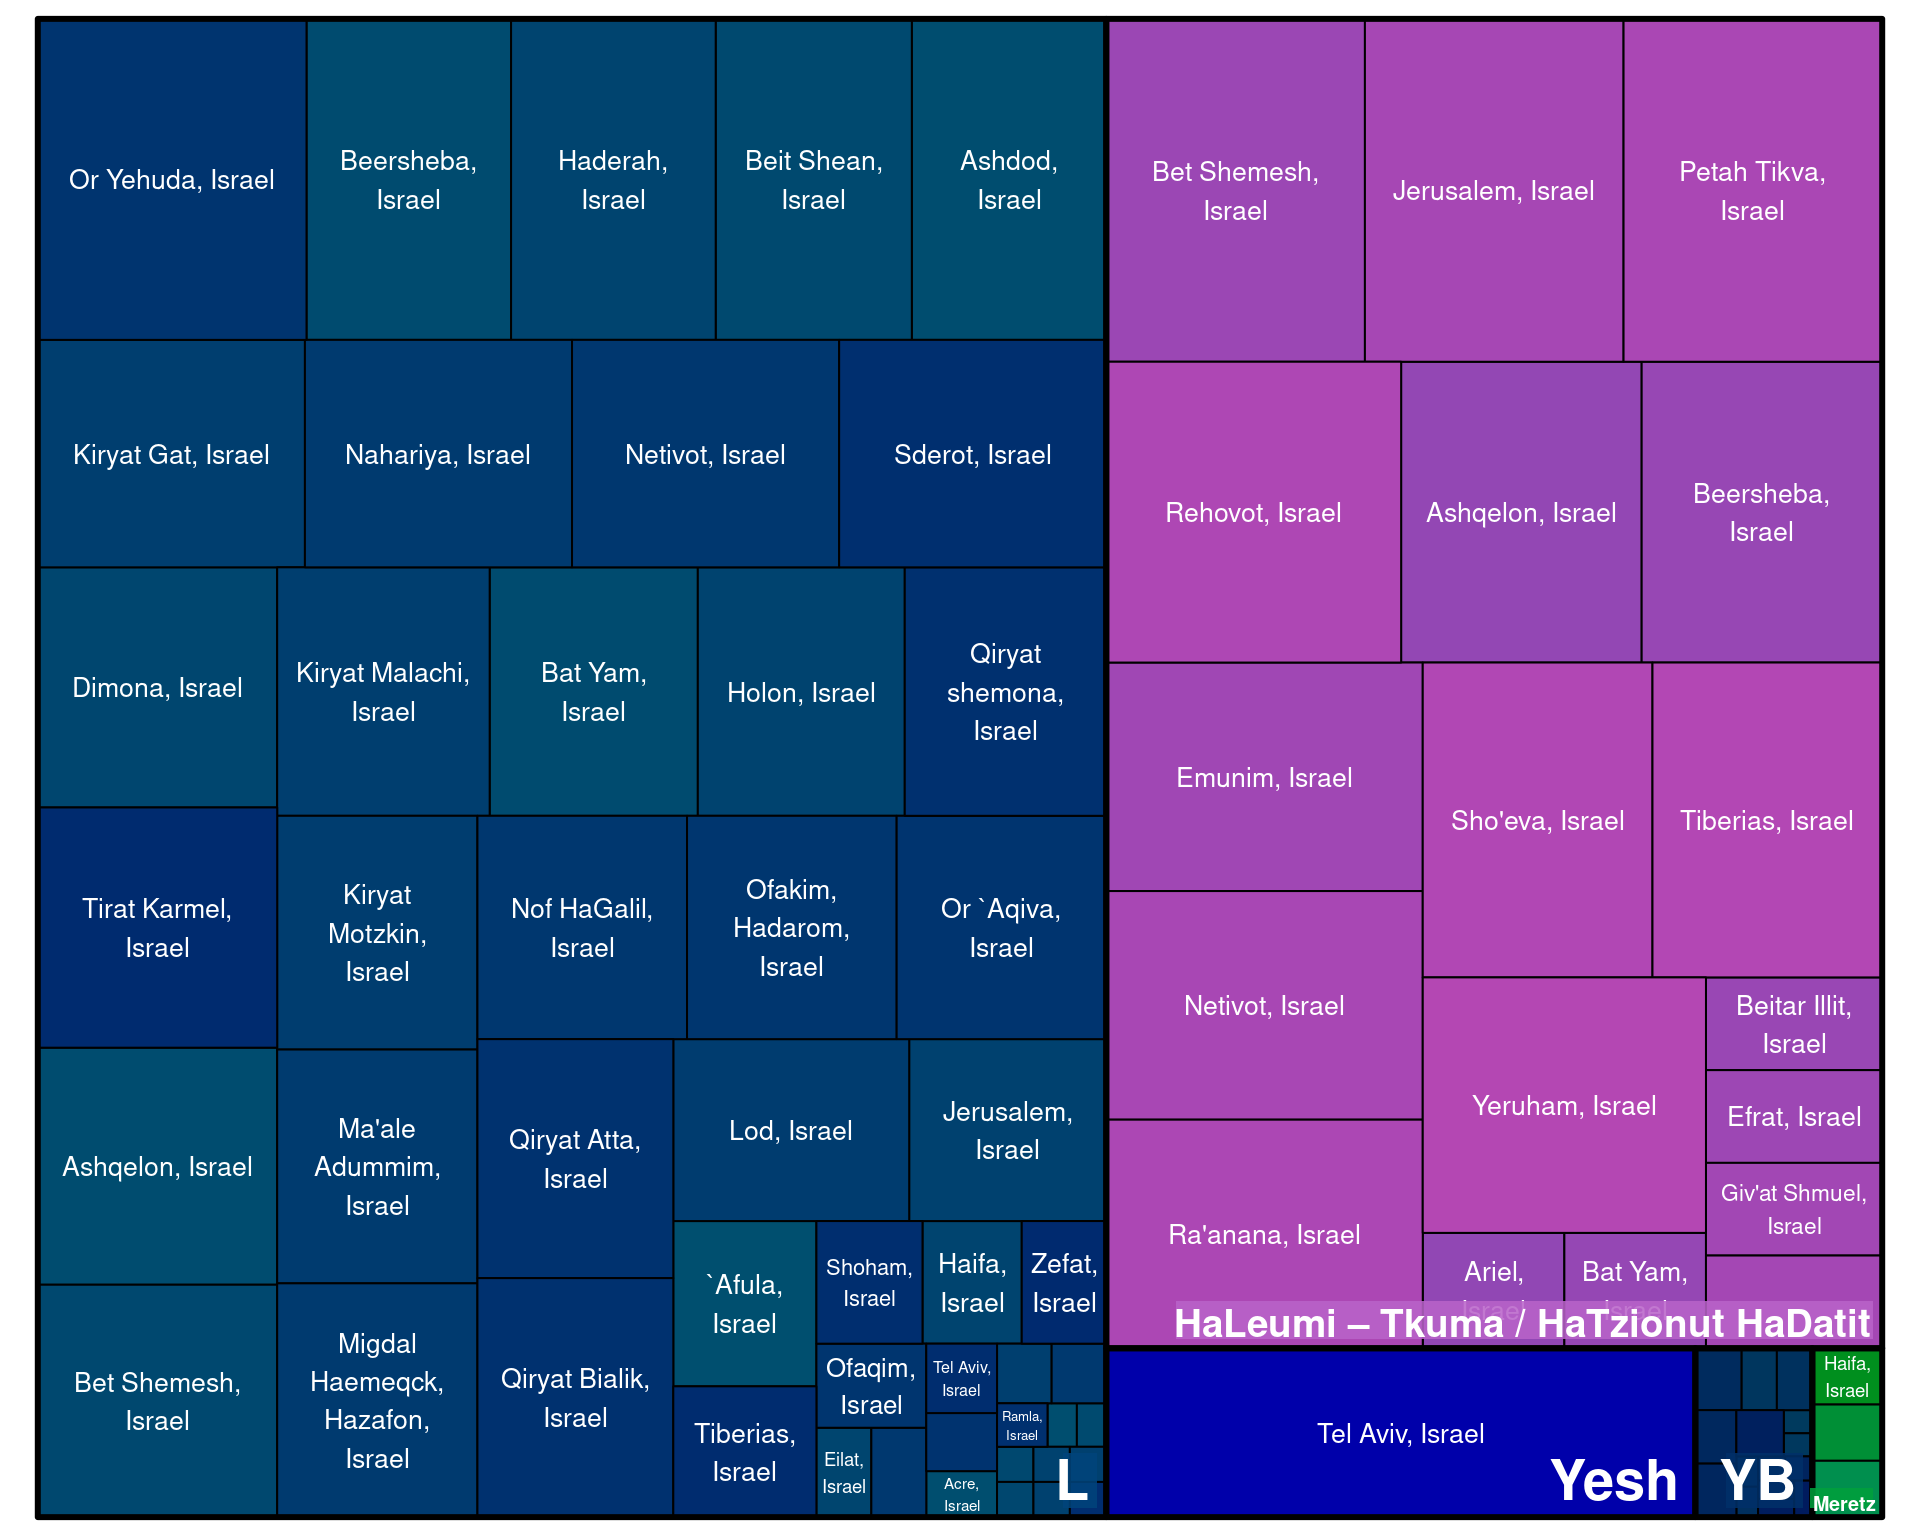 Or Yehuda, Israel
Beersheba,
Israel
Haderah,
Israel
Beit Shean,
Israel
Ashdod,
Israel
Kiryat Gat, Israel
Nahariya, Israel
Netivot, Israel
Sderot, Israel
Dimona, Israel
Kiryat Malachi,
Israel
Bat Yam,
Israel
Holon, Israel
Qiryat
shemona,
Israel
Tirat Karmel,
Israel
Kiryat
Motzkin,
Israel
Nof HaGalil,
Israel
Ofakim,
Hadarom,
Israel
Or `Aqiva,
Israel
Ashqelon, Israel
Ma'ale
Adummim,
Israel
Qiryat Atta,
Israel
Lod, Israel
Jerusalem,
Israel
Bet Shemesh,
Israel
Migdal
Haemeqck,
Hazafon,
Israel
Qiryat Bialik,
Israel
`Afula,
Israel
Tiberias,
Israel
Shoham,
Israel
Haifa,
Israel
Zefat,
Israel
Ofaqim,
Israel
Tel Aviv,
Israel
Ramla,
Israel
Eilat,
Israel
Acre,
Israel
L
Bet Shemesh,
Israel
Jerusalem, Israel
Petah Tikva,
Israel
Rehovot, Israel
Ashqelon, Israel
Beersheba,
Israel
Emunim, Israel
Sho'eva, Israel
Tiberias, Israel
Netivot, Israel
Yeruham, Israel
Beitar Illit,
Israel
Efrat, Israel
Giv'at Shmuel,
Israel
Ra'anana, Israel
Ariel,
Israel
Bat Yam,
Israel
HaLeumi – Tkuma / HaTzionut HaDatit
Tel Aviv, Israel
Yesh
YB
Haifa,
Israel
Meretz